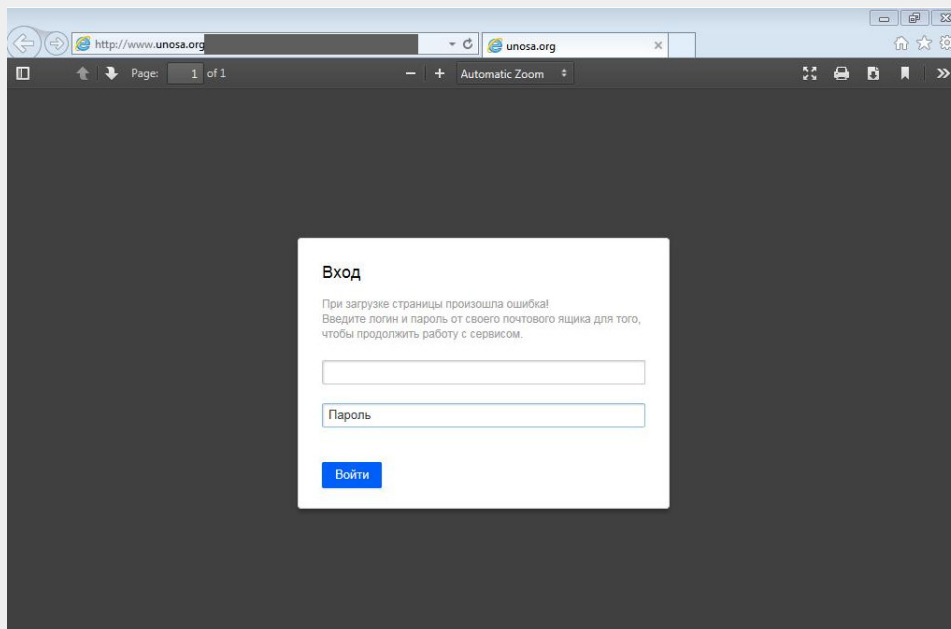 http://www.unosa.org
unosa.org
Page: 1 of 1
Automatic Zoom
Вход
При загрузке страницы произошла ошибка!
Введите логин и пароль от своего почтового ящика для того,
чтобы продолжить работу с сервисом.
Пароль
Войти